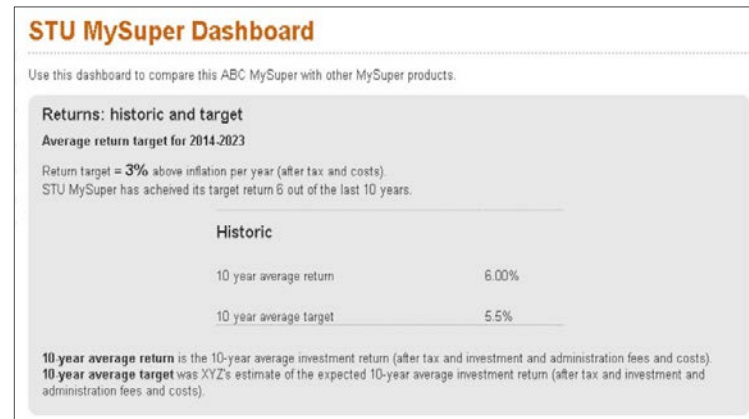 STU MySuper Dashboard
Use this dashboard to compare this ABC MySuper with other MySuper products.
Returns: historic and target
Average return target for 2014-2023
Return target = 3% above inflation per year (after tax and costs).
STU MySuper has acheived its target return 6 out of the last 10 years.
Historic
10 year average return 6.00%
10 year average target 5.5%
10-year average return is the 10-year average investment return (after tax and investment and administration fees and costs).
10-year average target was XYZ's estimate of the expected 10-year average investment return (after tax and investment and
administration fees and costs).